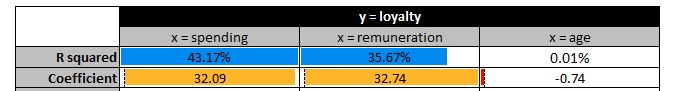 y = loyalty
x = spending x = remuneration x = age
R squared 43.17% 35.67% 0.01%
Coefficient 32.09 32.74 -0.74